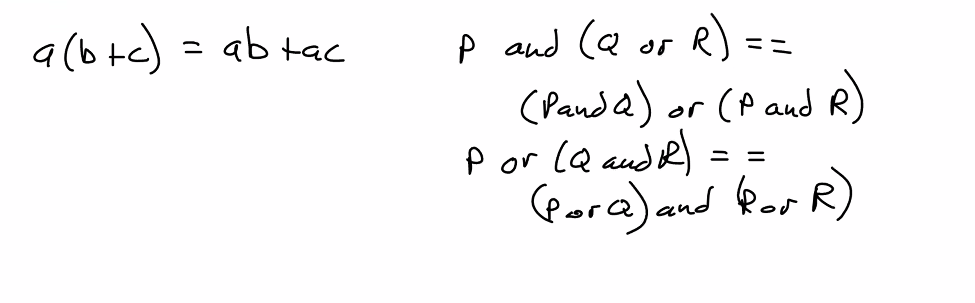 a(b+c) = ab+ac
P and (Q or R) ==
(P and Q) or (P and R)
P or (Q and R) ==
(P or Q) and (P or R)